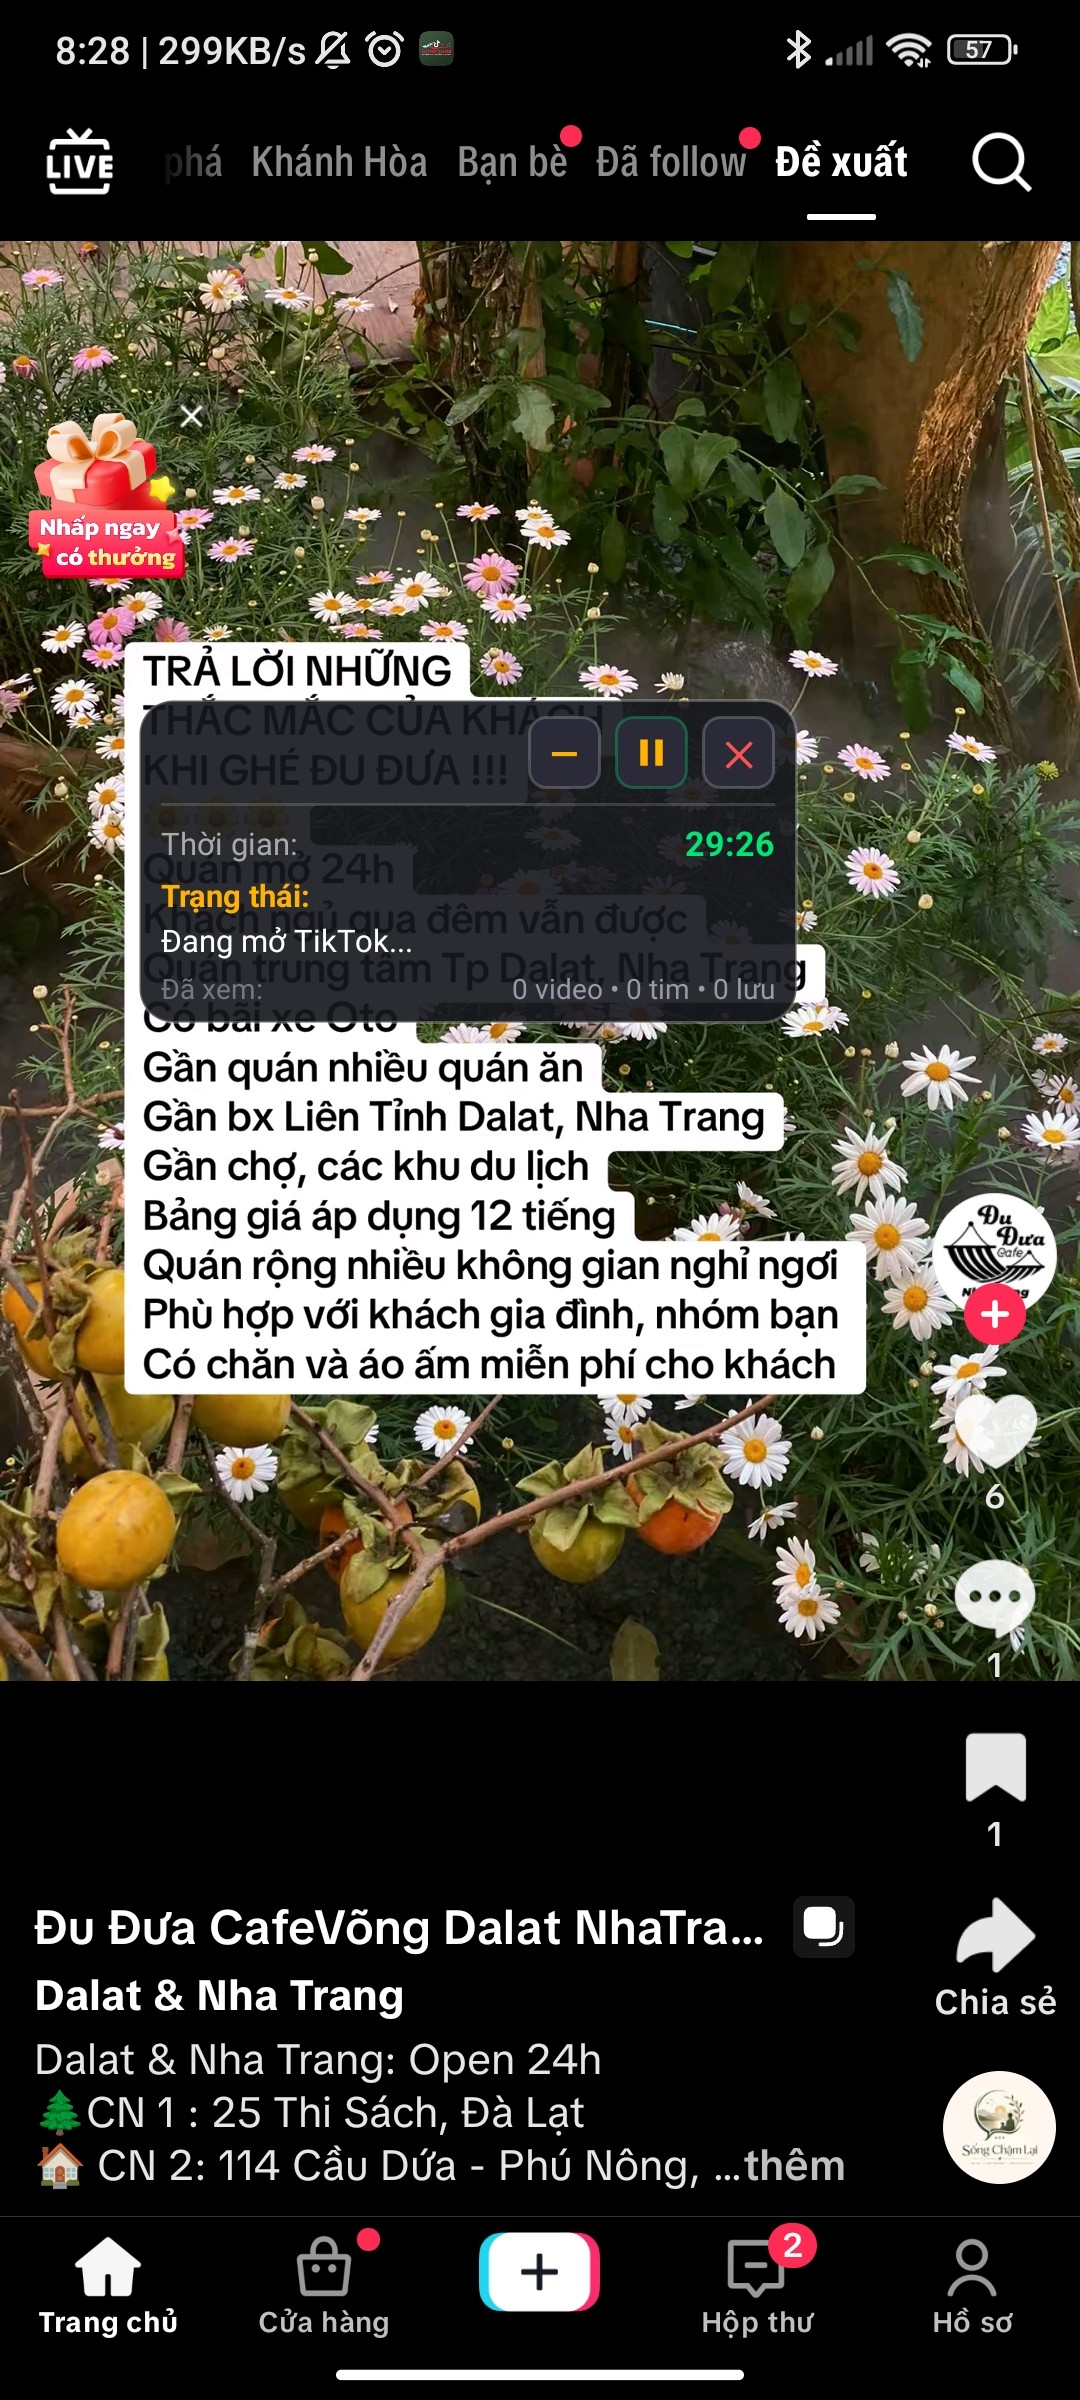 8:28 | 299KB/s
57
LIVE
phá
Khánh Hòa
Bạn bè
Đã follow
Đề xuất
Nhấp ngay
có thưởng
TRẢ LỜI NHỮNG
THẮC MẮC CỦA KHÁCH
KHI GHÉ ĐU ĐƯA !!!
Thời gian:
29:26
Quán mở 24h
Trạng thái:
Khách ngủ qua đêm vẫn được
Đang mở TikTok...
Quán trung tâm Tp Dalat, Nha Trang
Đã xem:
0 video • 0 tim • 0 lưu
Có bãi xe Oto
Gần quán nhiều quán ăn
Gần bx Liên Tỉnh Dalat, Nha Trang
Gần chợ, các khu du lịch
Bảng giá áp dụng 12 tiếng
Quán rộng nhiều không gian nghỉ ngơi
Phù hợp với khách gia đình, nhóm bạn
Có chăn và áo ấm miễn phí cho khách
Đu
Đưa
Cafe
6
1
1
Đu Đưa CafeVõng Dalat NhaTra...
Dalat & Nha Trang
Chia sẻ
Dalat & Nha Trang: Open 24h
🌲CN 1 : 25 Thi Sách, Đà Lạt
🏠 CN 2: 114 Cầu Dứa - Phú Nông, ...thêm
Sống Chậm Lại
Trang chủ
Cửa hàng
2
Hộp thư
Hồ sơ